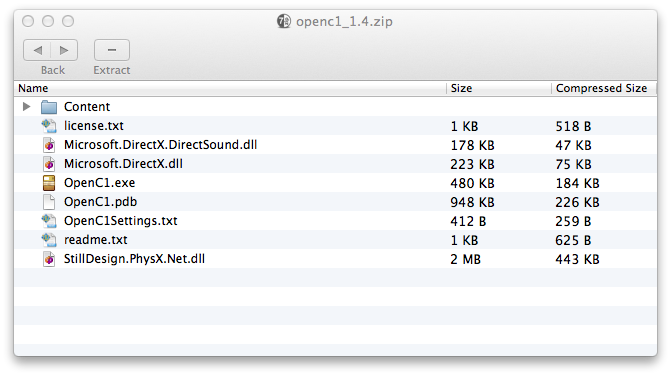 openc1_1.4.zip
Back Extract
Name Size Compressed Size
Content
license.txt 1 KB 518 B
Microsoft.DirectX.DirectSound.dll 178 KB 47 KB
Microsoft.DirectX.dll 223 KB 75 KB
OpenC1.exe 480 KB 184 KB
OpenC1.pdb 948 KB 226 KB
OpenC1Settings.txt 412 B 259 B
readme.txt 1 KB 625 B
StillDesign.PhysX.Net.dll 2 MB 443 KB